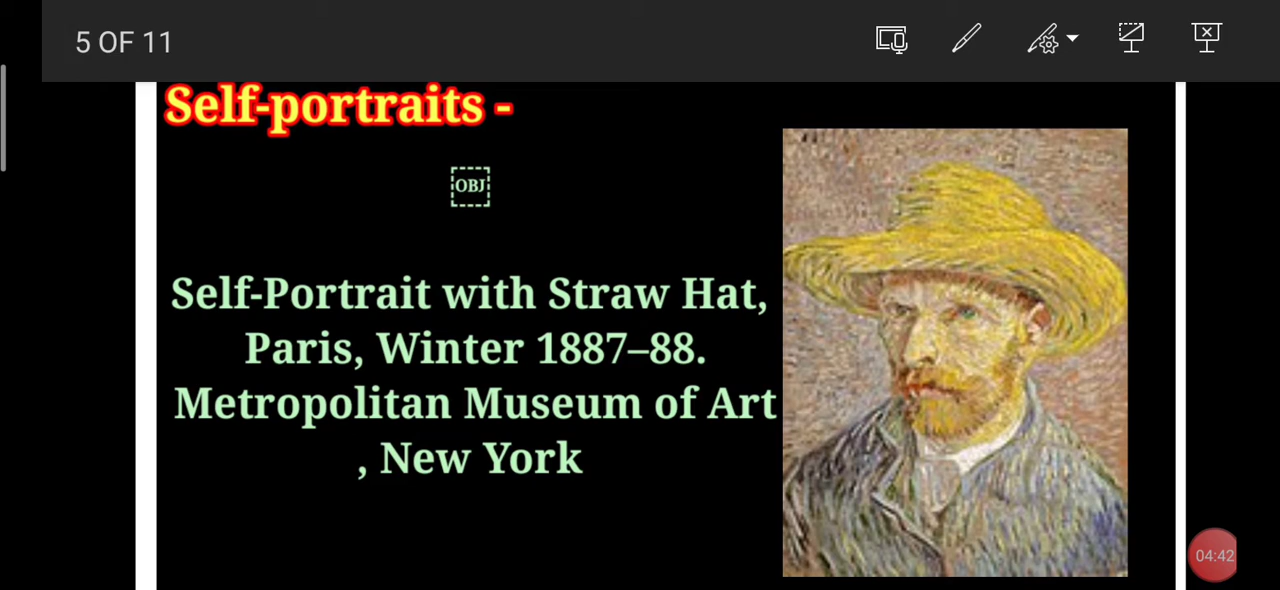 5 OF 11
Self-portraits -
OBJ
Self-Portrait with Straw Hat,
Paris, Winter 1887–88.
Metropolitan Museum of Art
, New York
04:42